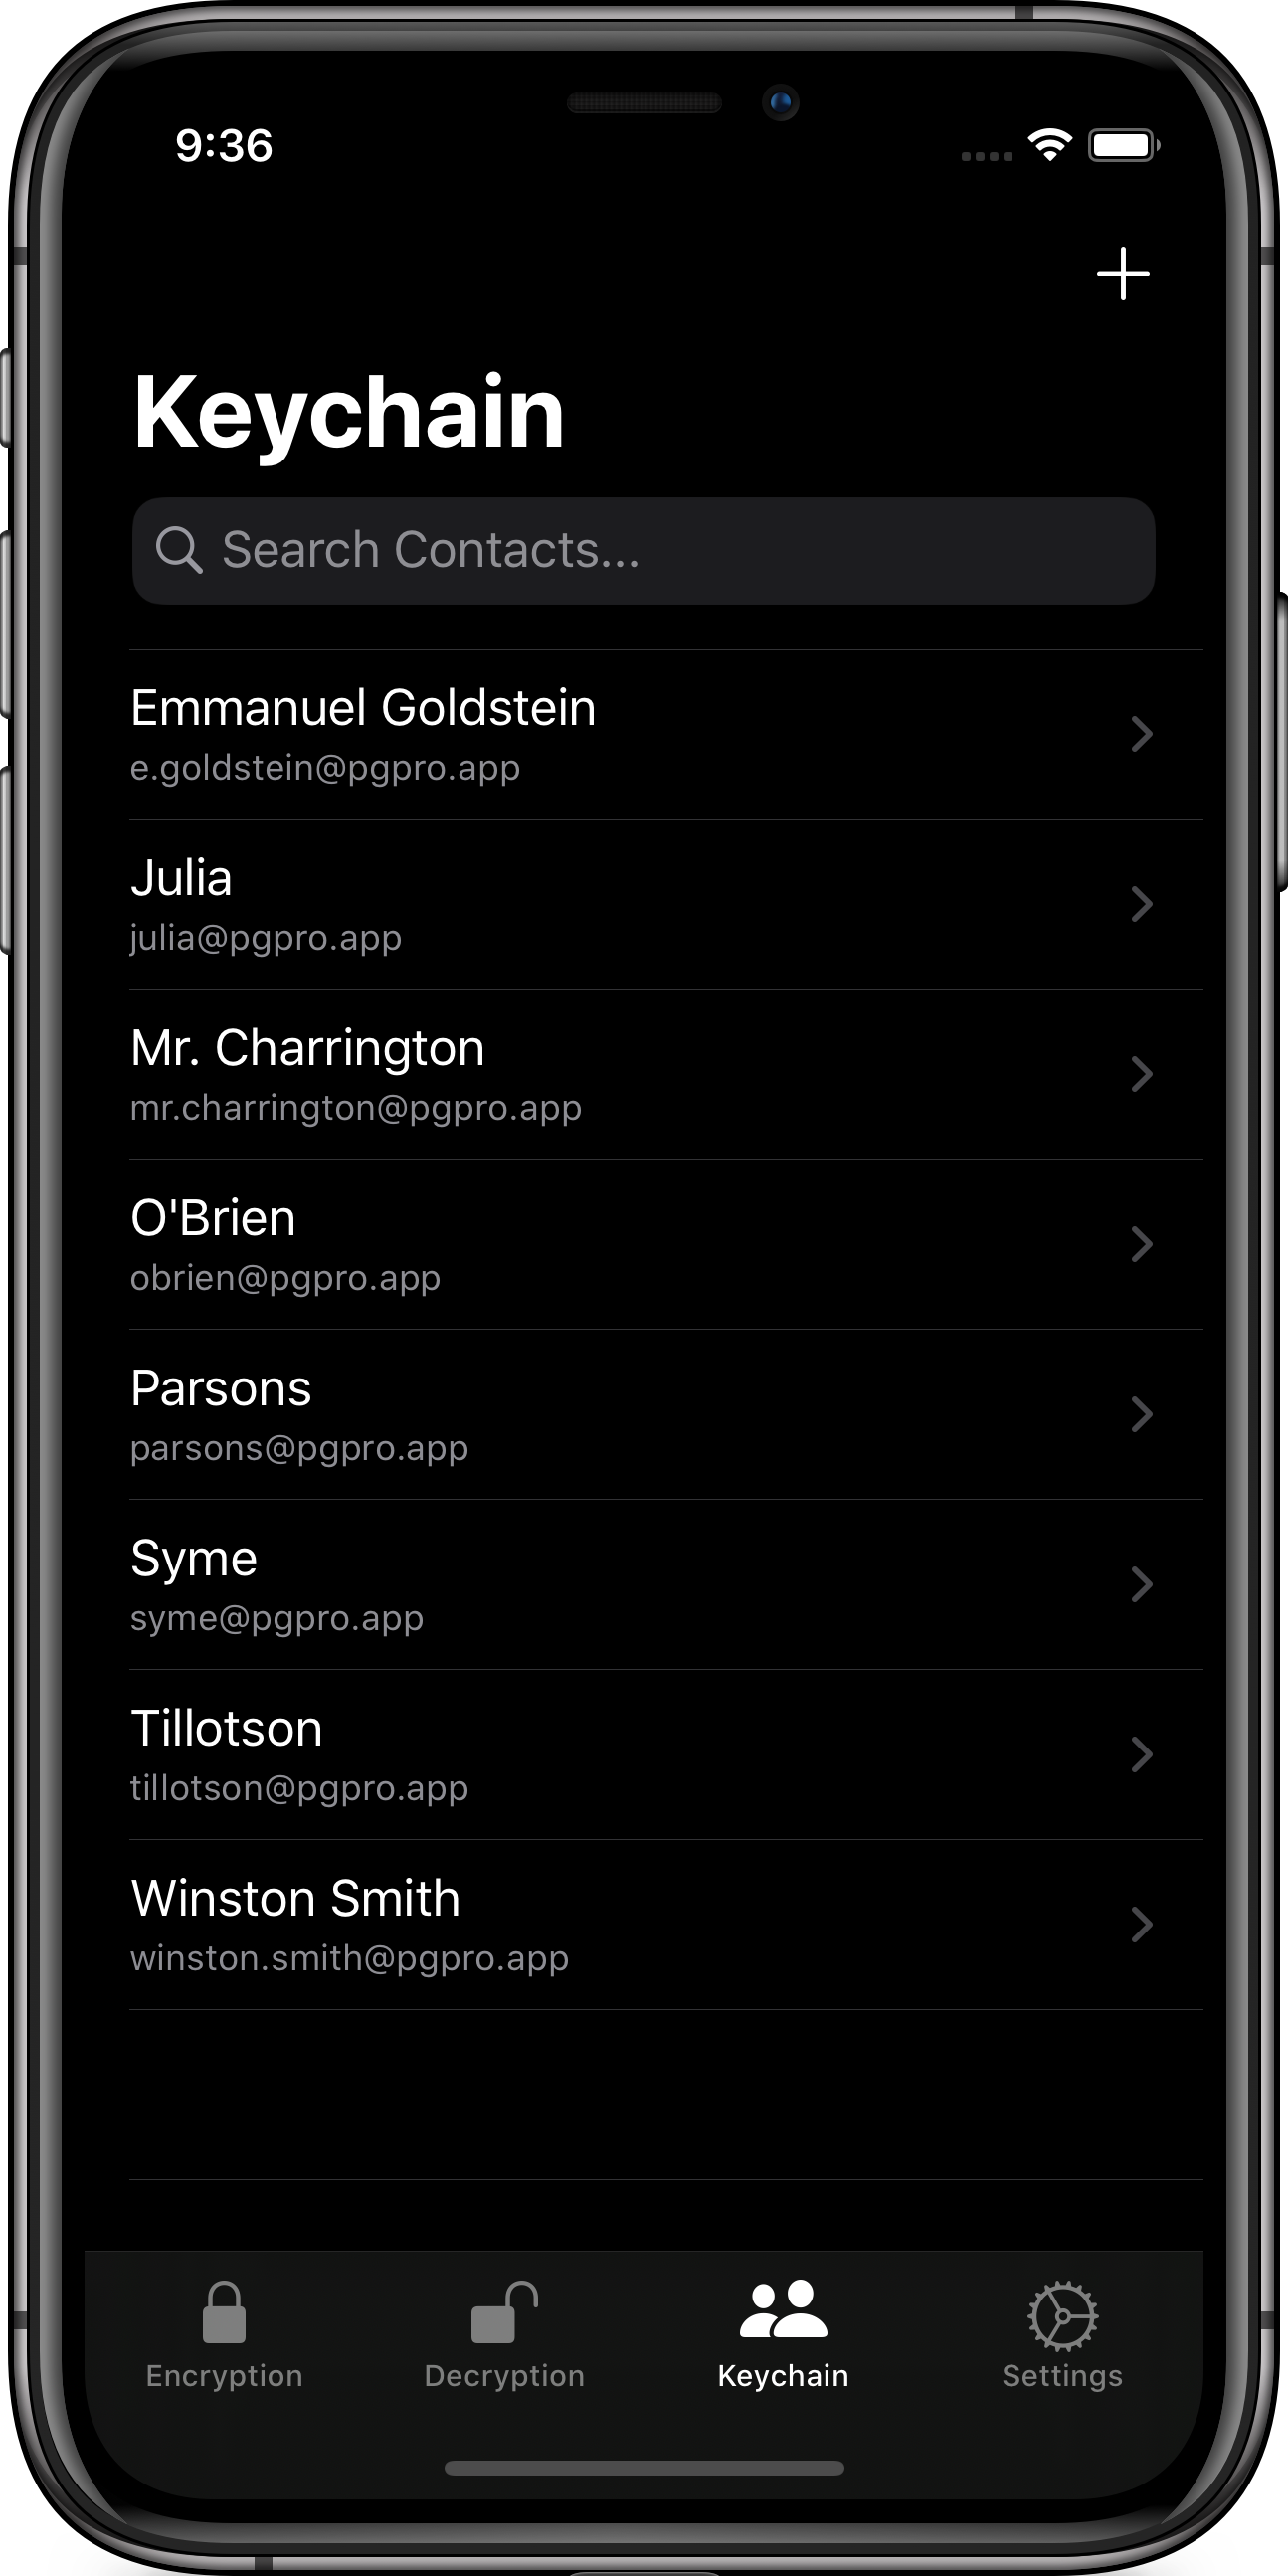 9:36
Keychain
Search Contacts...
Emmanuel Goldstein
e.goldstein@pgpro.app
Julia
julia@pgpro.app
Mr. Charrington
mr.charrington@pgpro.app
O'Brien
obrien@pgpro.app
Parsons
parsons@pgpro.app
Syme
syme@pgpro.app
Tillotson
tillotson@pgpro.app
Winston Smith
winston.smith@pgpro.app
Encryption Decryption Keychain Settings